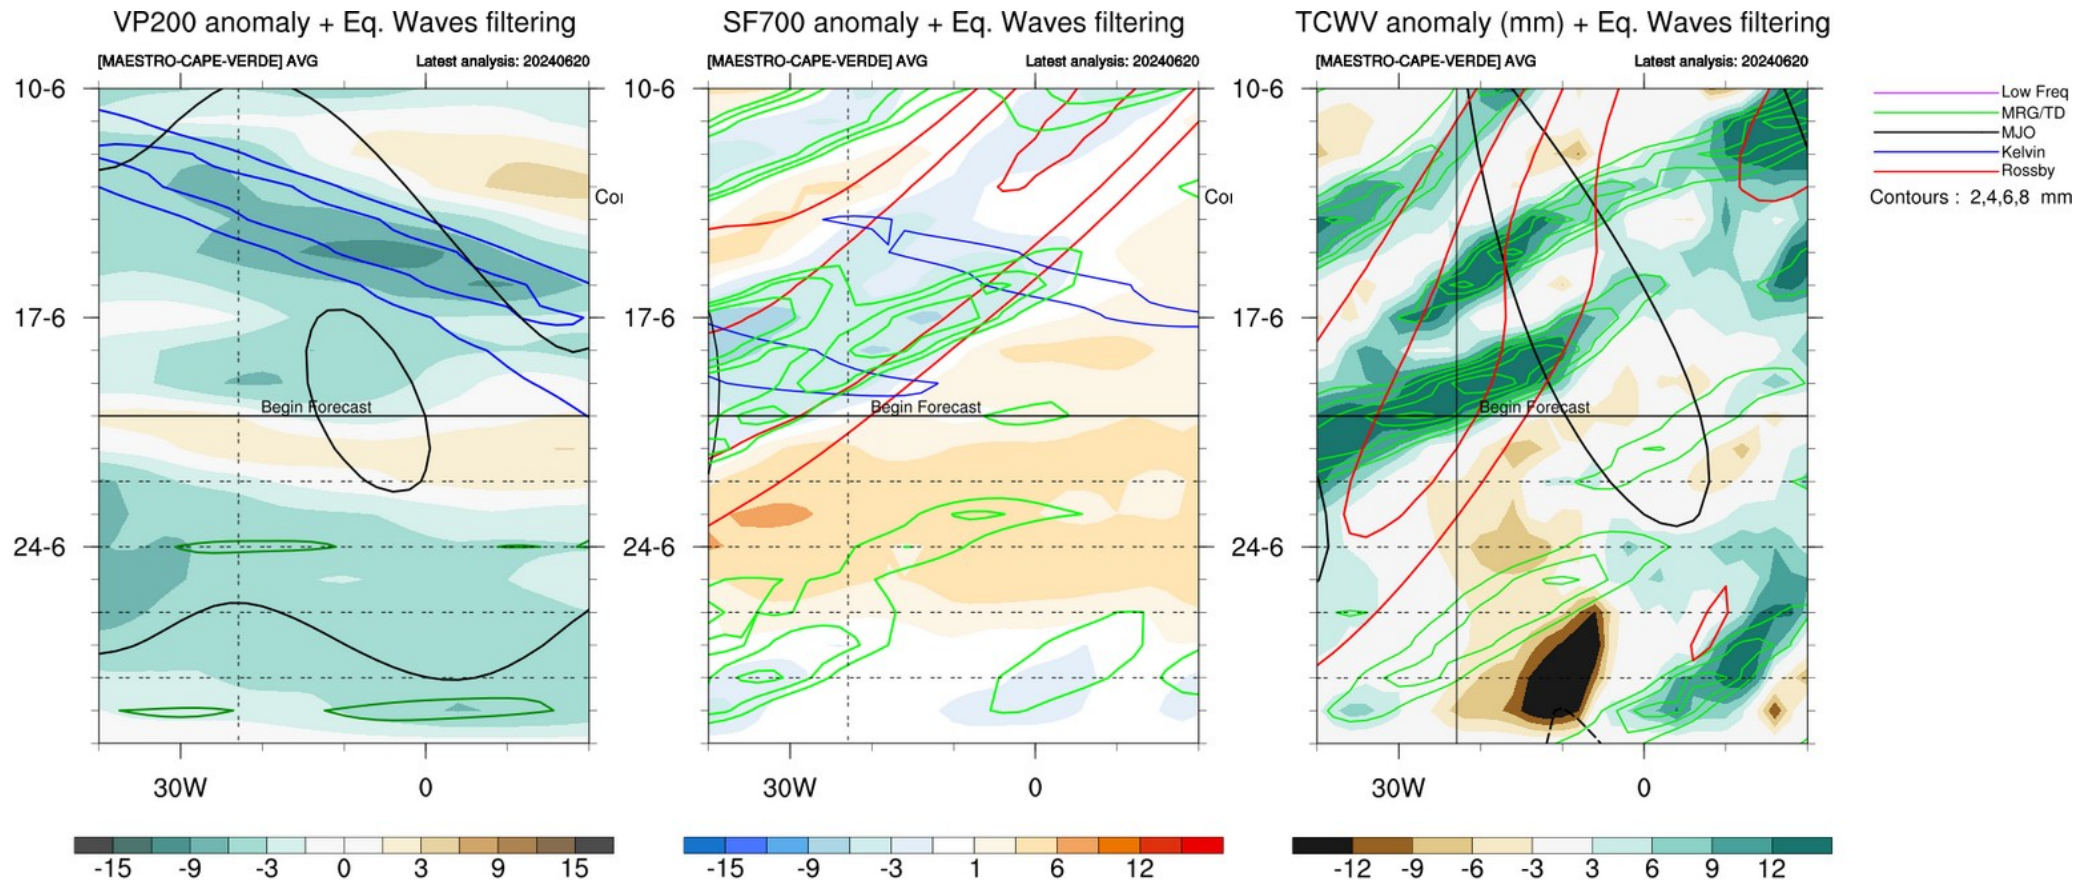 VP200 anomaly + Eq. Waves filtering
[MAESTRO-CAPE-VERDE] AVG
Latest analysis: 20240620
10-6
17-6
24-6
Begin Forecast
Coı
30W
0
-15 -9 -3 0 3 9 15
SF700 anomaly + Eq. Waves filtering
[MAESTRO-CAPE-VERDE] AVG
Latest analysis: 20240620
10-6
17-6
24-6
Begin Forecast
Coı
30W
0
-15 -9 -3 1 6 12
TCWV anomaly (mm) + Eq. Waves filtering
[MAESTRO-CAPE-VERDE] AVG
Latest analysis: 20240620
10-6
17-6
24-6
Begin Forecast
30W
0
-12 -9 -6 -3 3 6 9 12
Low Freq
MRG/TD
MJO
Kelvin
Rossby
Contours : 2,4,6,8 mm